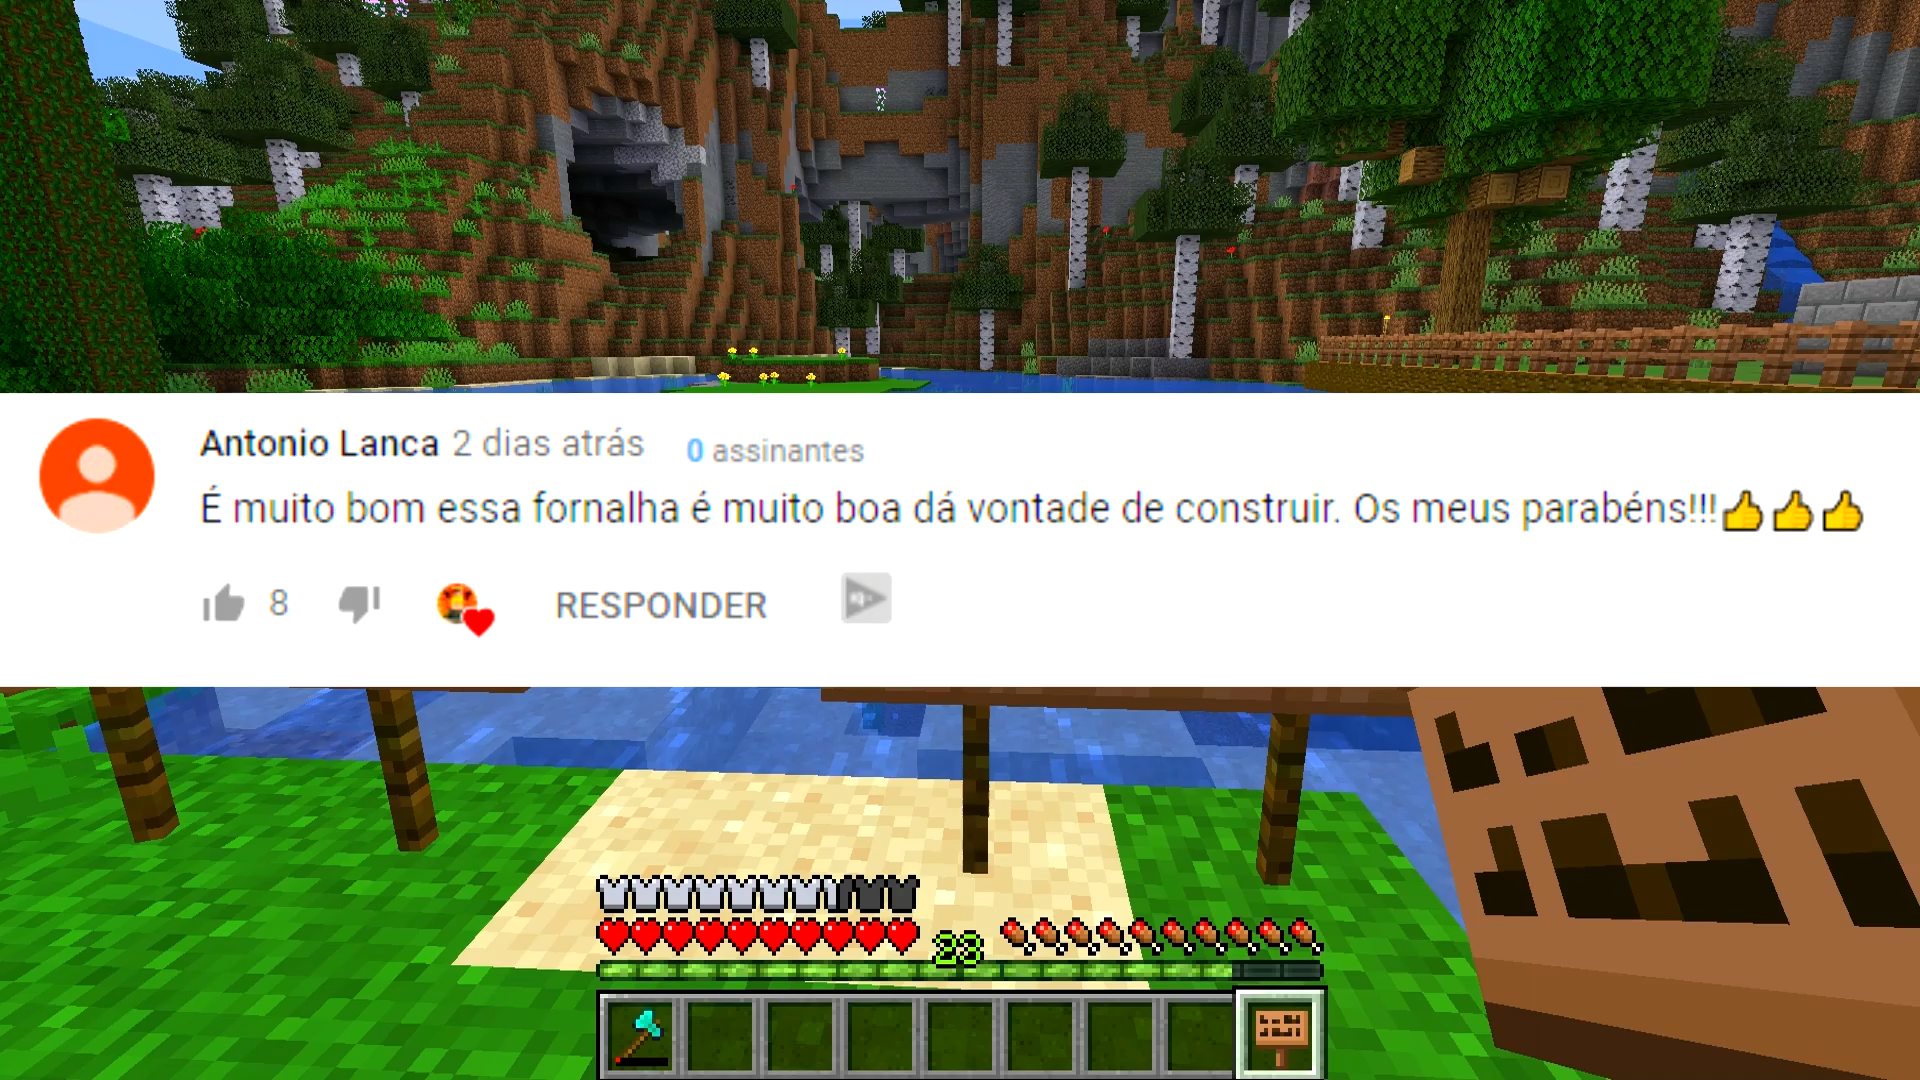 Antonio Lanca 2 dias atrás 0 assinantes
É muito bom essa fornalha é muito boa dá vontade de construir. Os meus parabéns!!!👍👍👍
8 RESPONDER